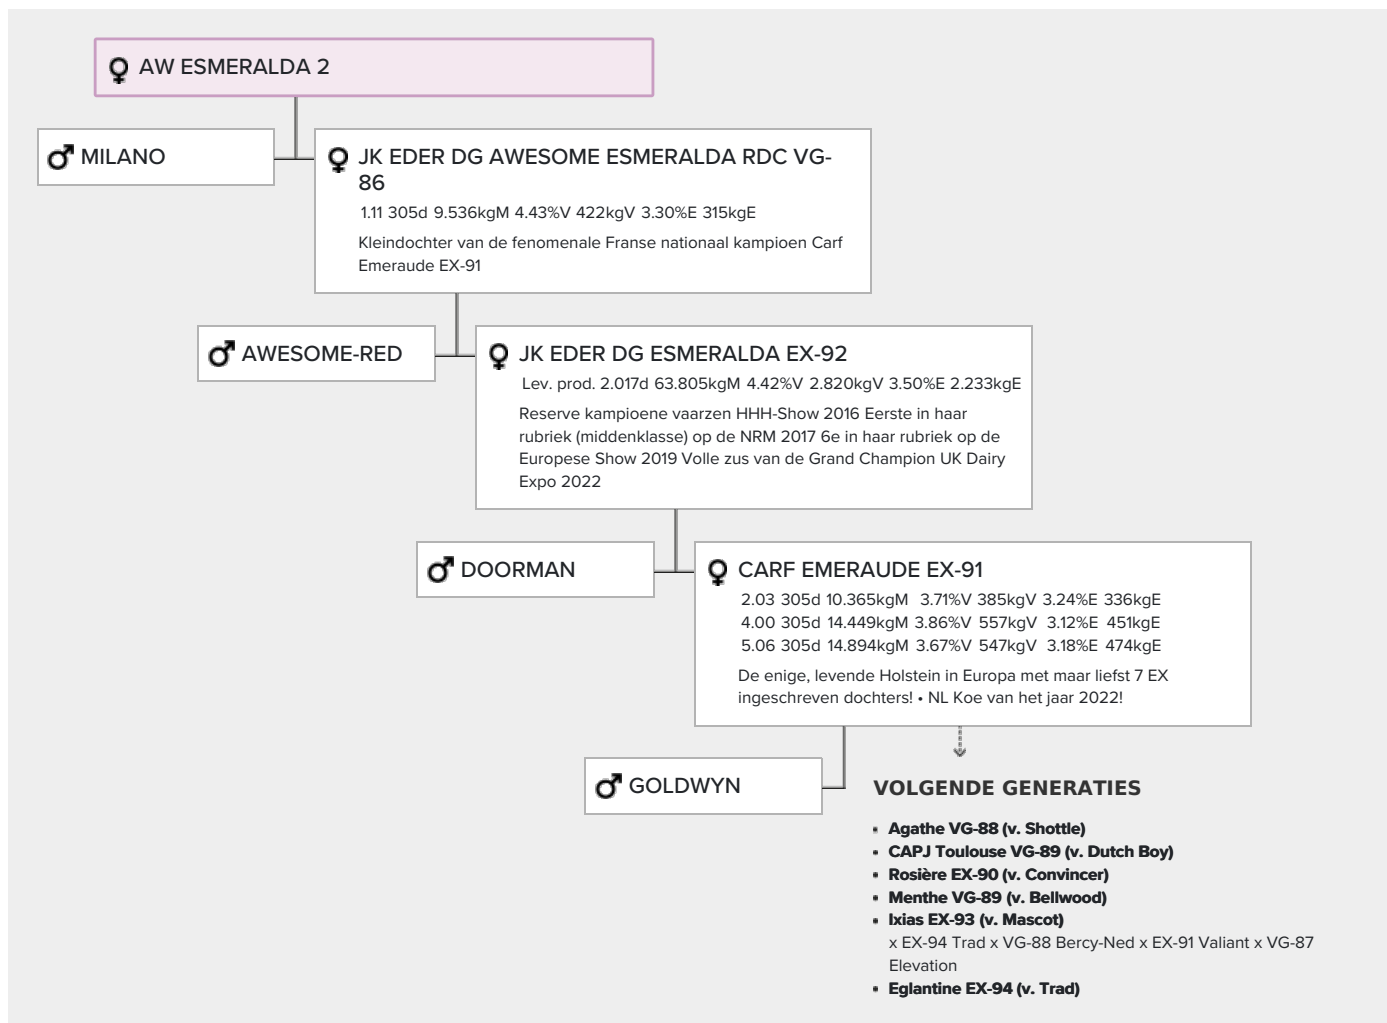 AW ESMERALDA 2
MILANO
JK EDER DG AWESOME ESMERALDA RDC VG-
86
1.11 305d 9.536kgM 4.43%V 422kgV 3.30%E 315kgE
Kleindochter van de fenomenale Franse nationaal kampioen Carf
Emeraude EX-91
AWESOME-RED
JK EDER DG ESMERALDA EX-92
Lev. prod. 2.017d 63.805kgM 4.42%V 2.820kgV 3.50%E 2.233kgE
Reserve kampioene vaarzen HHH-Show 2016 Eerste in haar
rubriek (middenklasse) op de NRM 2017 6e in haar rubriek op de
Europese Show 2019 Volle zus van de Grand Champion UK Dairy
Expo 2022
DOORMAN
CARF EMERAUDE EX-91
2.03 305d 10.365kgM 3.71%V 385kgV 3.24%E 336kgE
4.00 305d 14.449kgM 3.86%V 557kgV 3.12%E 451kgE
5.06 305d 14.894kgM 3.67%V 547kgV 3.18%E 474kgE
De enige, levende Holstein in Europa met maar liefst 7 EX
ingeschreven dochters! • NL Koe van het jaar 2022!
GOLDWYN
VOLGENDE GENERATIES
Agathe VG-88 (v. Shottle)
CAPJ Toulouse VG-89 (v. Dutch Boy)
Rosière EX-90 (v. Convincer)
Menthe VG-89 (v. Bellwood)
Ixias EX-93 (v. Mascot)
x EX-94 Trad x VG-88 Bercy-Ned x EX-91 Valiant x VG-87
Elevation
Eglantine EX-94 (v. Trad)